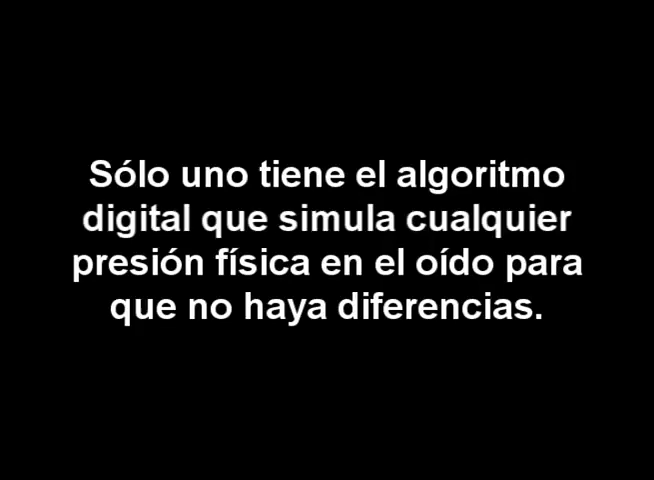 Sólo uno tiene el algoritmo
digital que simula cualquier
presión física en el oído para
que no haya diferencias.